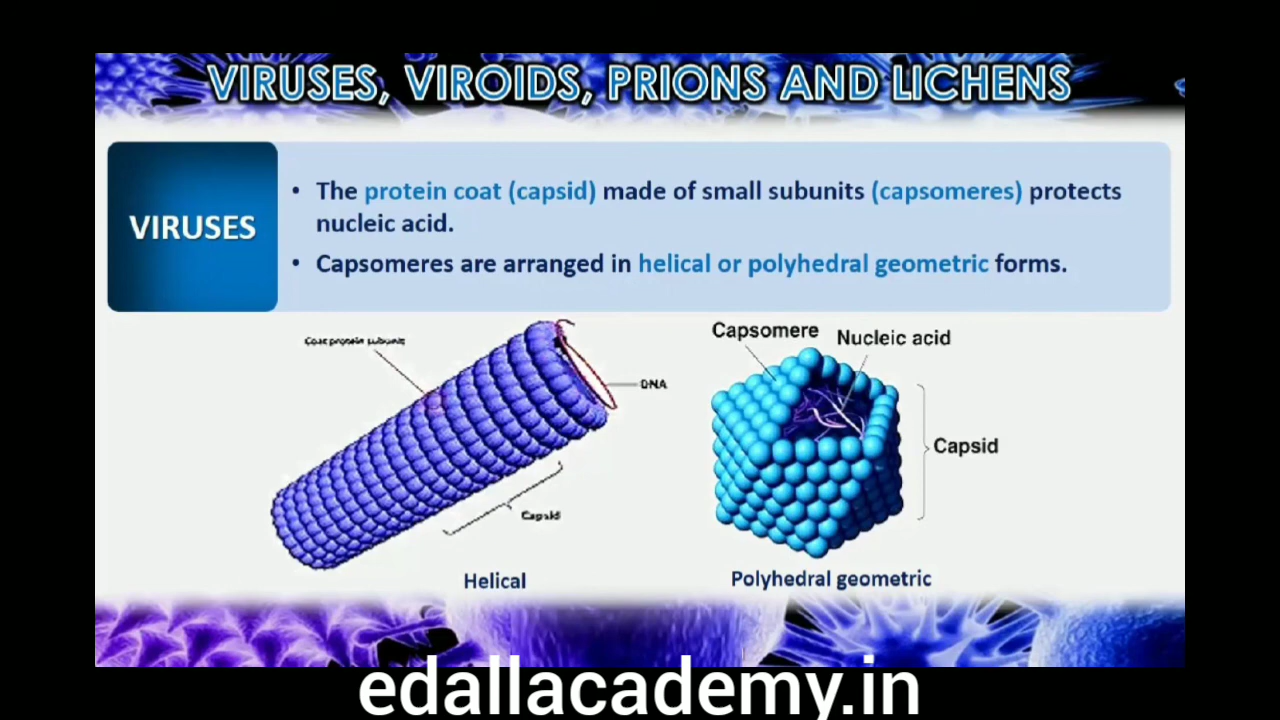 VIRUSES, VIROIDS, PRIONS AND LICHENS
VIRUSES
• The protein coat (capsid) made of small subunits (capsomeres) protects
nucleic acid.
• Capsomeres are arranged in helical or polyhedral geometric forms.
Coat protein subunit
DNA
Capsid
Helical
Capsomere
Nucleic acid
Capsid
Polyhedral geometric
edallacademy.in